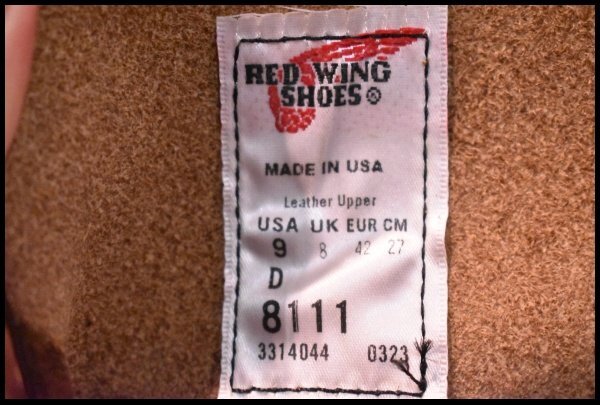 RED WING
SHOES®
MADE IN USA
Leather Upper
USA UK EUR CM
9 8 42 27
D
8111
3314044 0323